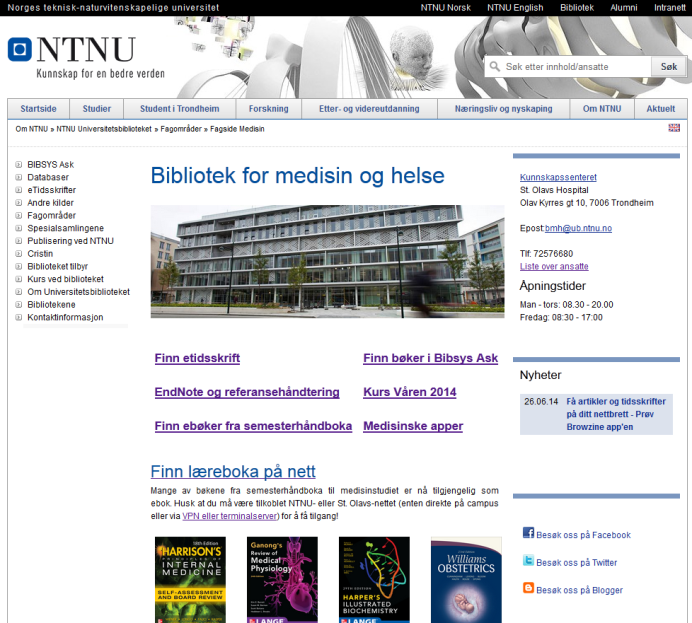 Norges teknisk-naturvitenskapelige universitet
NTNU Norsk NTNU English Bibliotek Alumni Intranett
NTNU
Kunnskap for en bedre verden
Søk etter innhold/ansatte Søk
Startside Studier Student i Trondheim Forskning Etter- og videreutdanning Næringsliv og nyskaping Om NTNU Aktuelt
Om NTNU » NTNU Universitetsbiblioteket » Fagområder » Fagside Medisin
BIBSYS Ask
Databaser
eTidsskrifter
Andre kilder
Fagområder
Spesialsamlingene
Publisering ved NTNU
Cristin
Biblioteket tilbyr
Kurs ved biblioteket
Om Universitetsbiblioteket
Bibliotekene
Kontaktinformasjon
Bibliotek for medisin og helse
Finn etidsskrift Finn bøker i Bibsys Ask
EndNote og referansehåndtering Kurs Våren 2014
Finn ebøker fra semesterhåndboka Medisinske apper
Finn læreboka på nett
Mange av bøkene fra semesterhåndboka til medisinstudiet er nå tilgjengelig som
ebok. Husk at du må være tilkoblet NTNU- eller St. Olavs-nettet (enten direkte på campus
eller via VPN eller terminalserver) for å få tilgang!
18th Edition
HARRISON'S
PRINCIPLES OF
INTERNAL
MEDICINE
SELF-ASSESSMENT
AND BOARD REVIEW
Ganong's
Review of
Medical
Physiology
LANGE
HARPER'S
ILLUSTRATED
BIOCHEMISTRY
LANGE
Williams
OBSTETRICS
Kunnskapssenteret
St. Olavs Hospital
Olav Kyrres gt 10, 7006 Trondheim
Epost:bmh@ub.ntnu.no
Tlf: 72576680
Liste over ansatte
Åpningstider
Man - tors: 08.30 - 20.00
Fredag: 08:30 - 17:00
Nyheter
26.06.14 Få artikler og tidsskrifter
på ditt nettbrett - Prøv
Browzine app'en
Besøk oss på Facebook
Besøk oss på Twitter
Besøk oss på Blogger